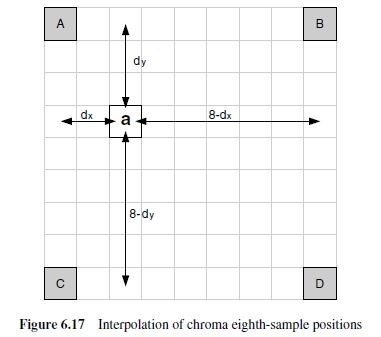 A
B
dy
dx
a
8-dx
8-dy
C
D
Figure 6.17 Interpolation of chroma eighth-sample positions